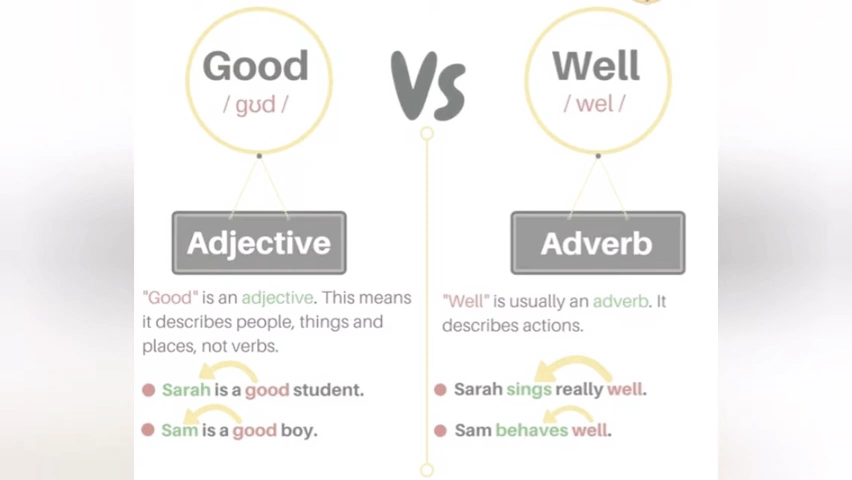 Good
/ gʊd /
Vs
Well
/ wel /
Adjective
"Good" is an adjective. This means
it describes people, things and
places, not verbs.
Sarah is a good student.
Sam is a good boy.
Adverb
"Well" is usually an adverb. It
describes actions.
Sarah sings really well.
Sam behaves well.